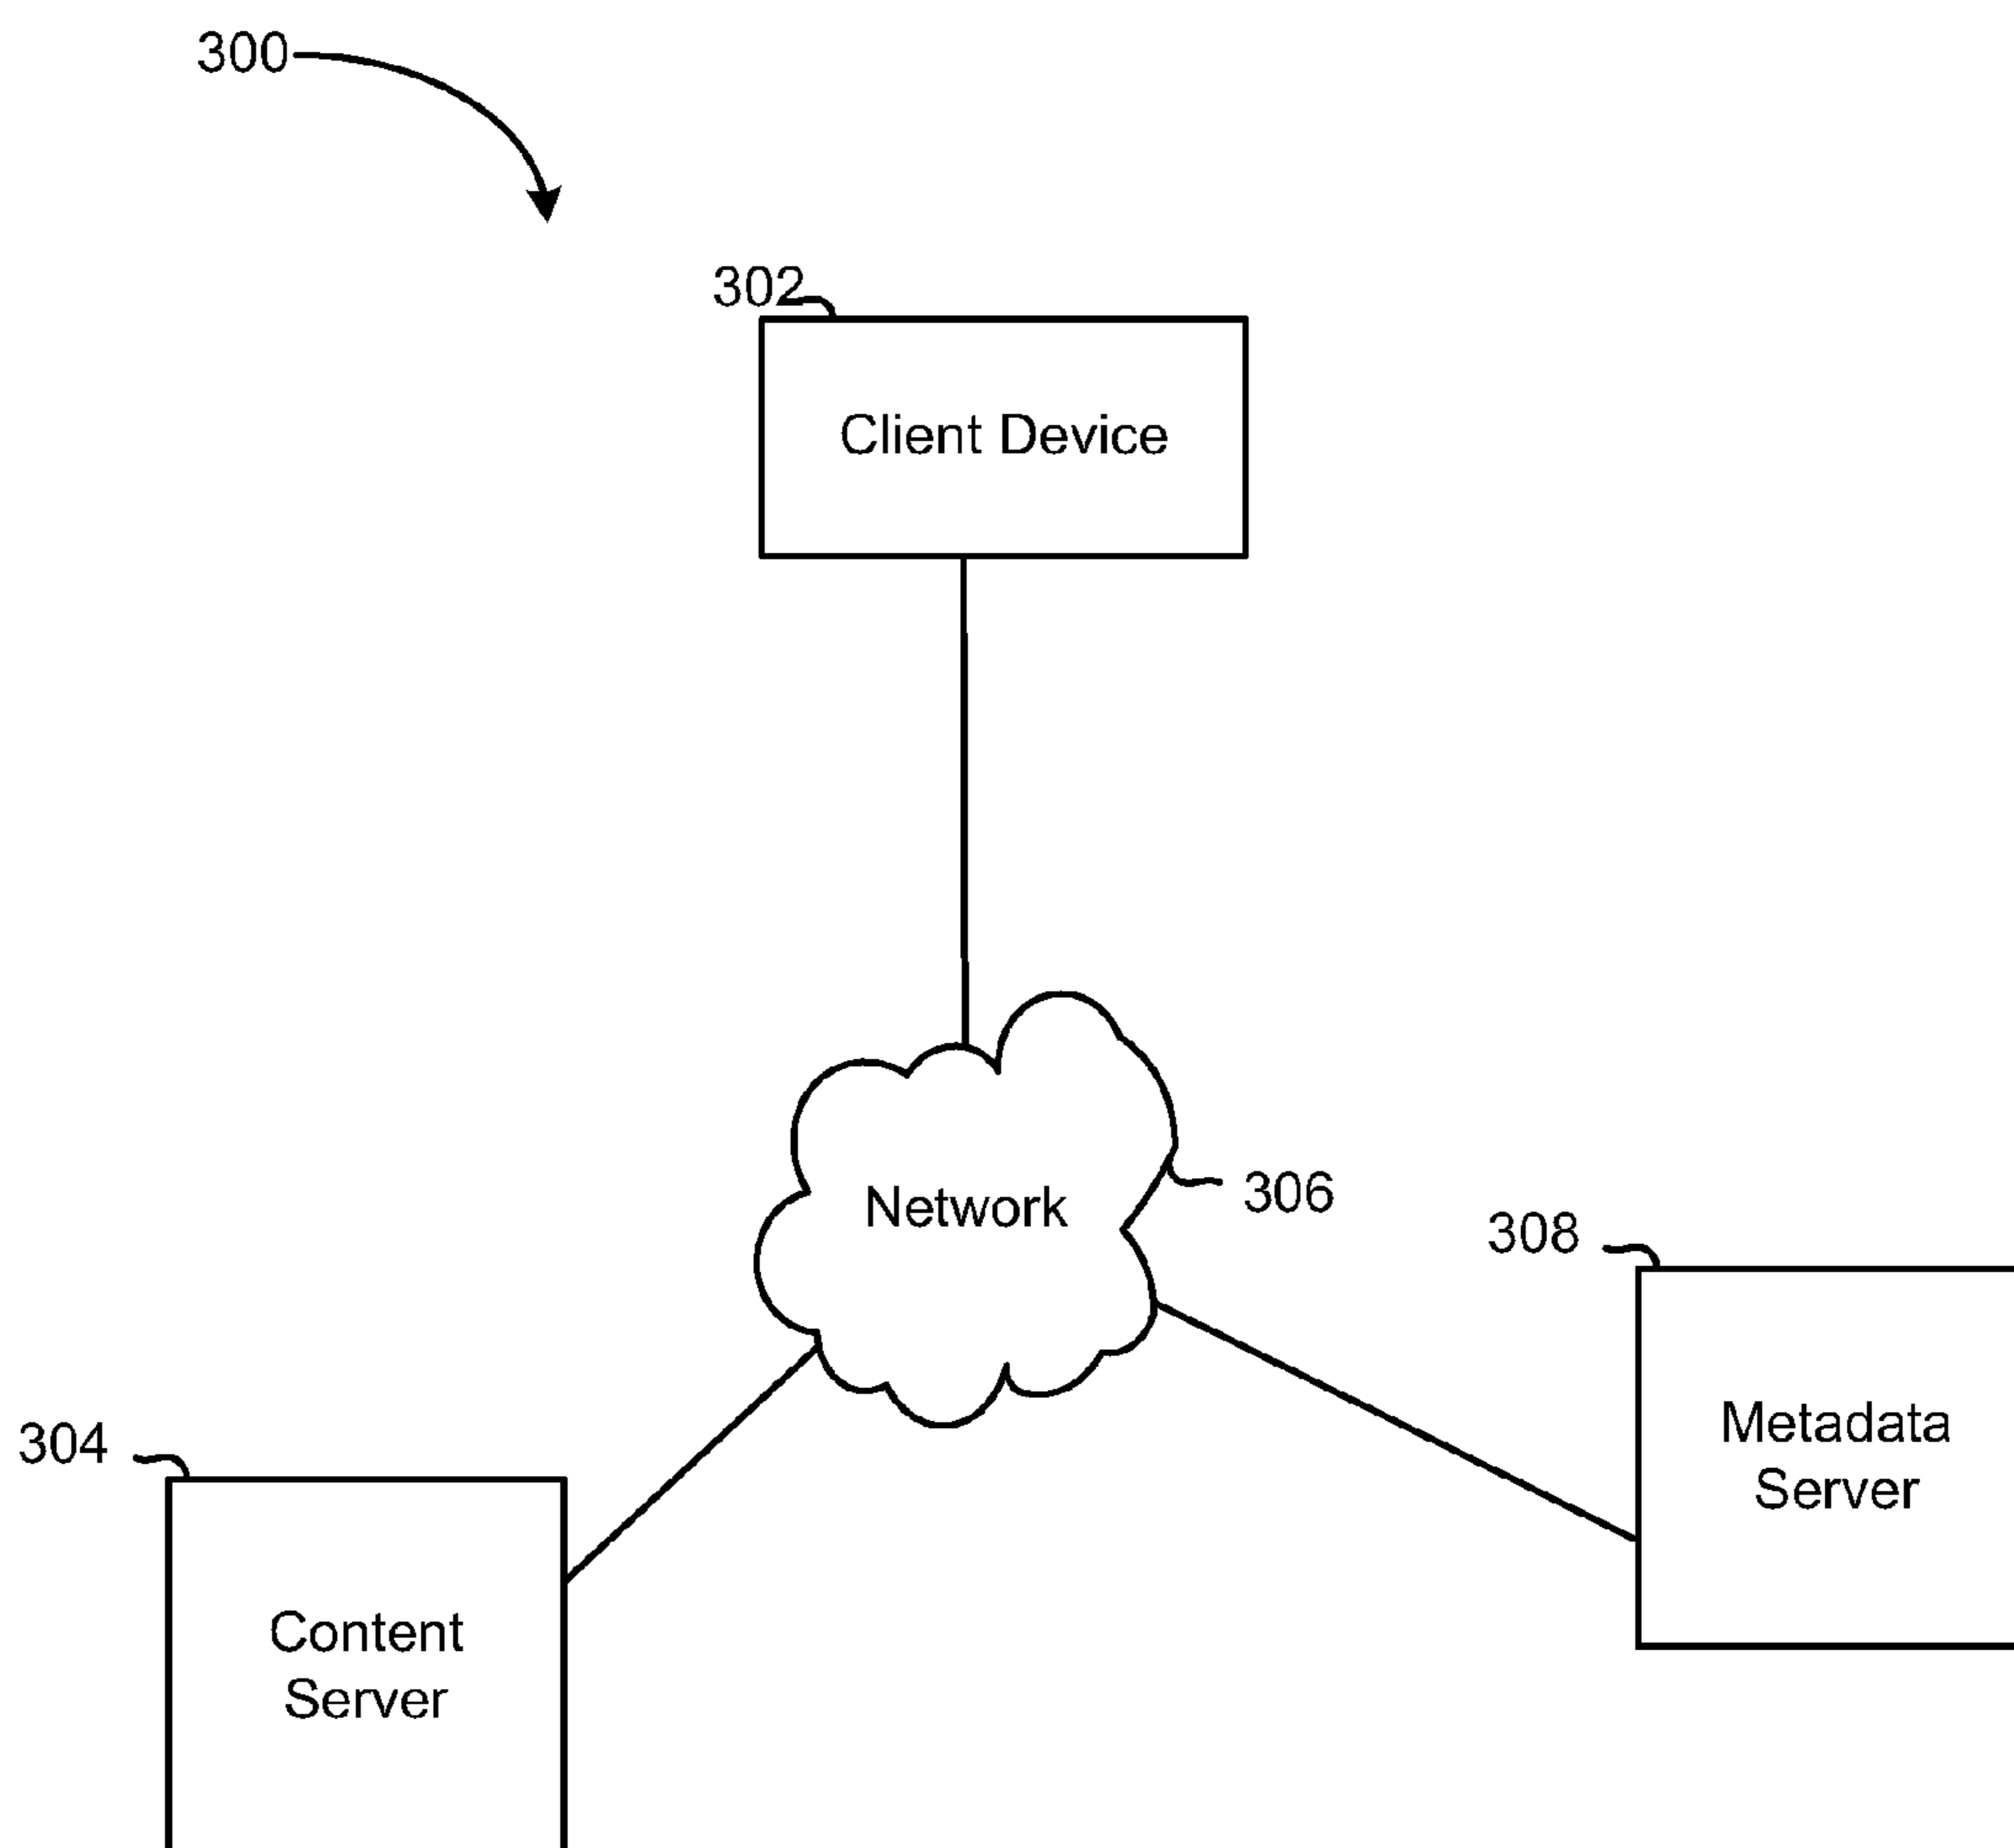 300
302
Client Device
Network
306
308
Metadata
Server
304
Content
Server